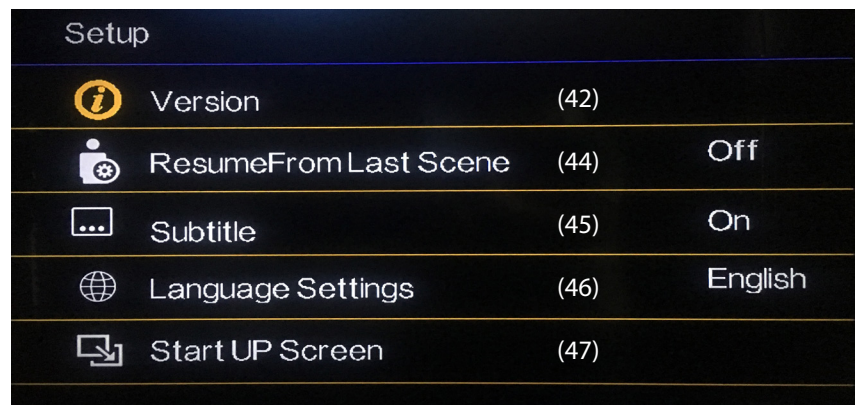 Setup
Version (42)
ResumeFrom Last Scene (44) Off
Subtitle (45) On
Language Settings (46) English
Start UP Screen (47)